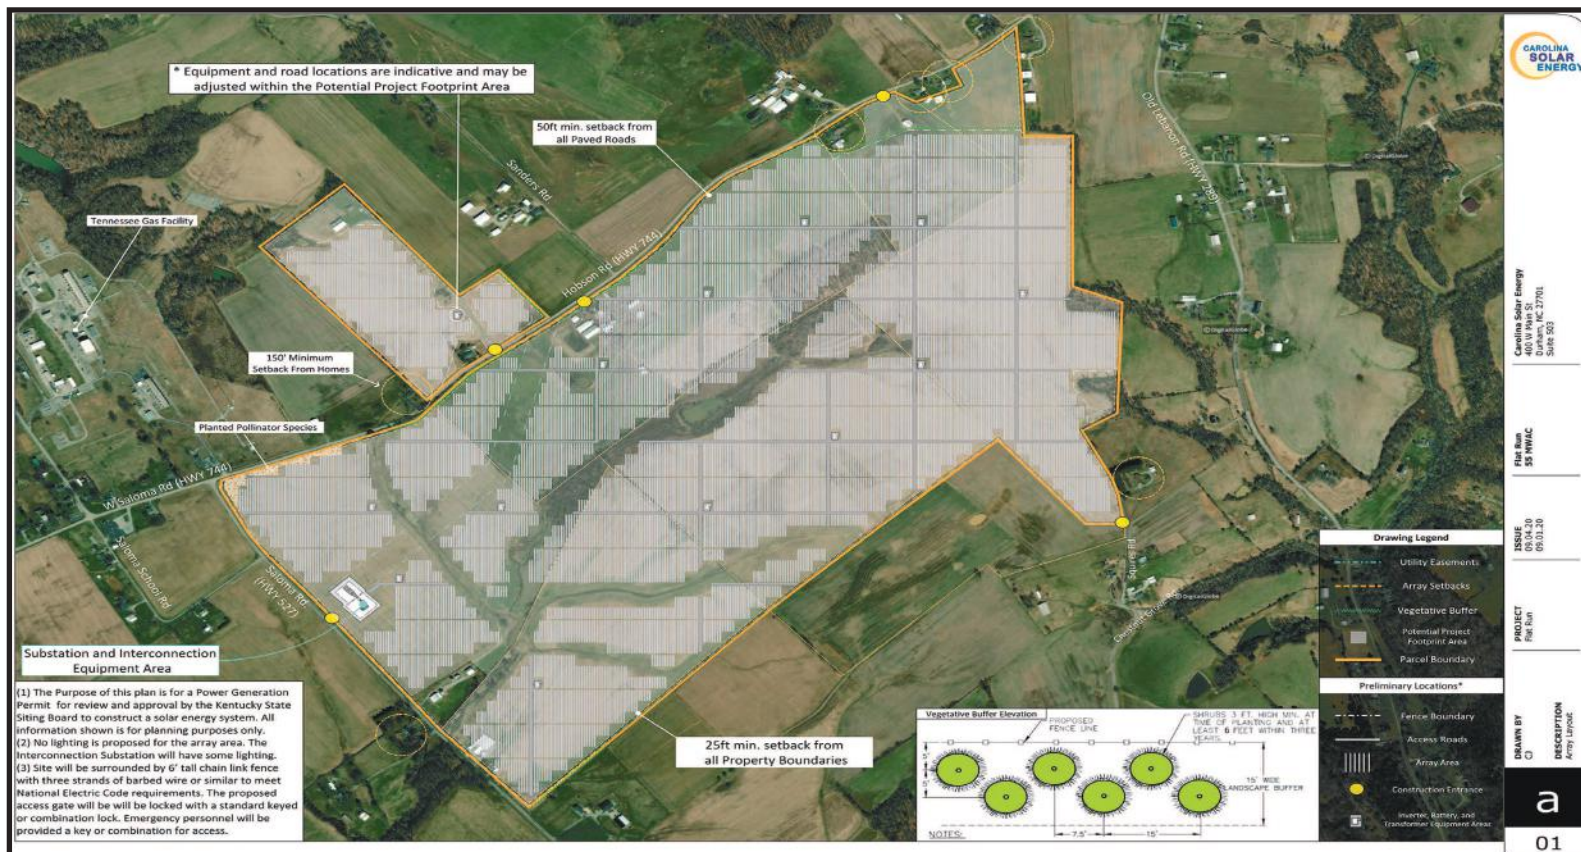 * Equipment and road locations are indicative and may be
adjusted within the Potential Project Footprint Area
50ft min. setback from
all Paved Roads
Sanders Rd
Old Lebanon Rd (HWY 289)
© DigitalGlobe
Tennessee Gas Facility
Hobson Rd (HWY 744)
© DigitalGlobe
150' Minimum
Setback From Homes
Planted Pollinator Species
W Saloma Rd (HWY 744)
Saloma School Rd
Saloma Rd
(HWY 527)
Squires Rd
© DigitalGlobe
Substation and Interconnection
Equipment Area
(1) The Purpose of this plan is for a Power Generation
Permit for review and approval by the Kentucky State
Siting Board to construct a solar energy system. All
information shown is for planning purposes only.
(2) No lighting is proposed for the array area. The
Interconnection Substation will have some lighting.
(3) Site will be surrounded by 6' tall chain link fence
with three strands of barbed wire or similar to meet
National Electric Code requirements. The proposed
access gate will be will be locked with a standard keyed
or combination lock. Emergency personnel will be
provided a key or combination for access.
25ft min. setback from
all Property Boundaries
Vegetative Buffer Elevation
PROPOSED
FENCE LINE
SHRUBS 3 FT. HIGH MIN. AT
TIME OF PLANTING AND AT
LEAST 6 FEET WITHIN THREE
YEARS.
15' WIDE
LANDSCAPE BUFFER
NOTES:
7.5'
15'
Drawing Legend
Utility Easements
Array Setbacks
Vegetative Buffer
Potential Project
Footprint Area
Parcel Boundary
Preliminary Locations*
Fence Boundary
Access Roads
Array Area
Construction Entrance
Inverter, Battery, and
Transformer Equipment Areas
CAROLINA
SOLAR
ENERGY
Carolina Solar Energy
400 W Main St
Durham, NC 27701
Suite 503
Flat Run
55 MWAC
ISSUE
09.04.20
09.01.20
PROJECT
Flat Run
DRAWN BY
CJ
DESCRIPTION
Array Layout
a
01